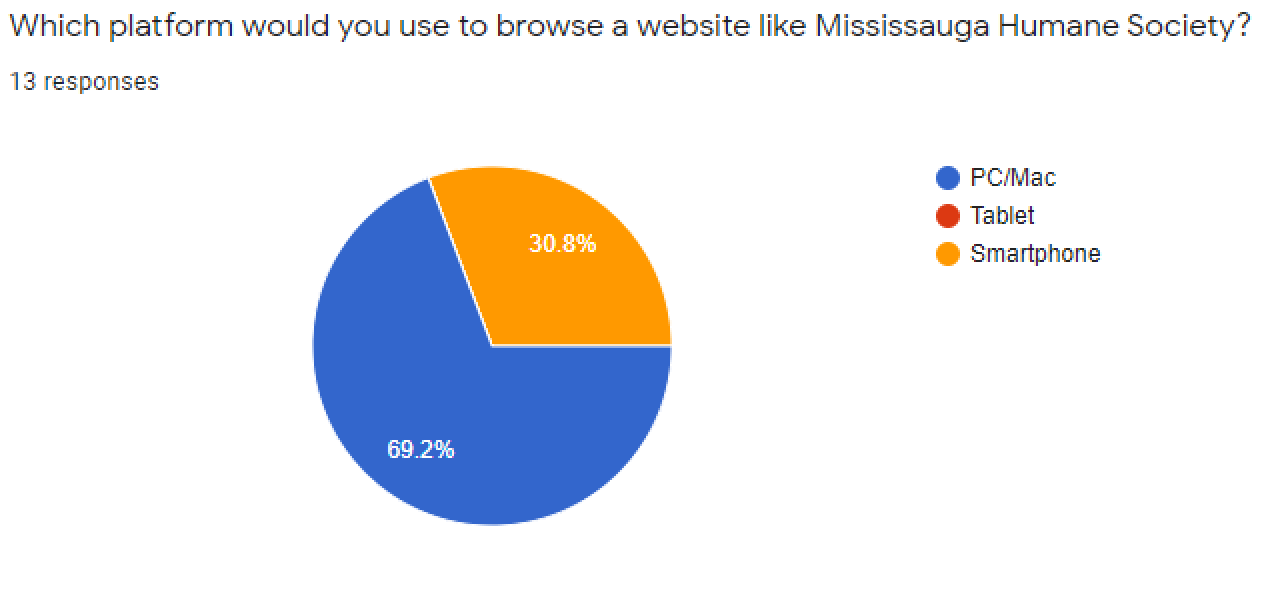 Which platform would you use to browse a website like Mississauga Humane Society?
13 responses
PC/Mac
Tablet
Smartphone
30.8%
69.2%